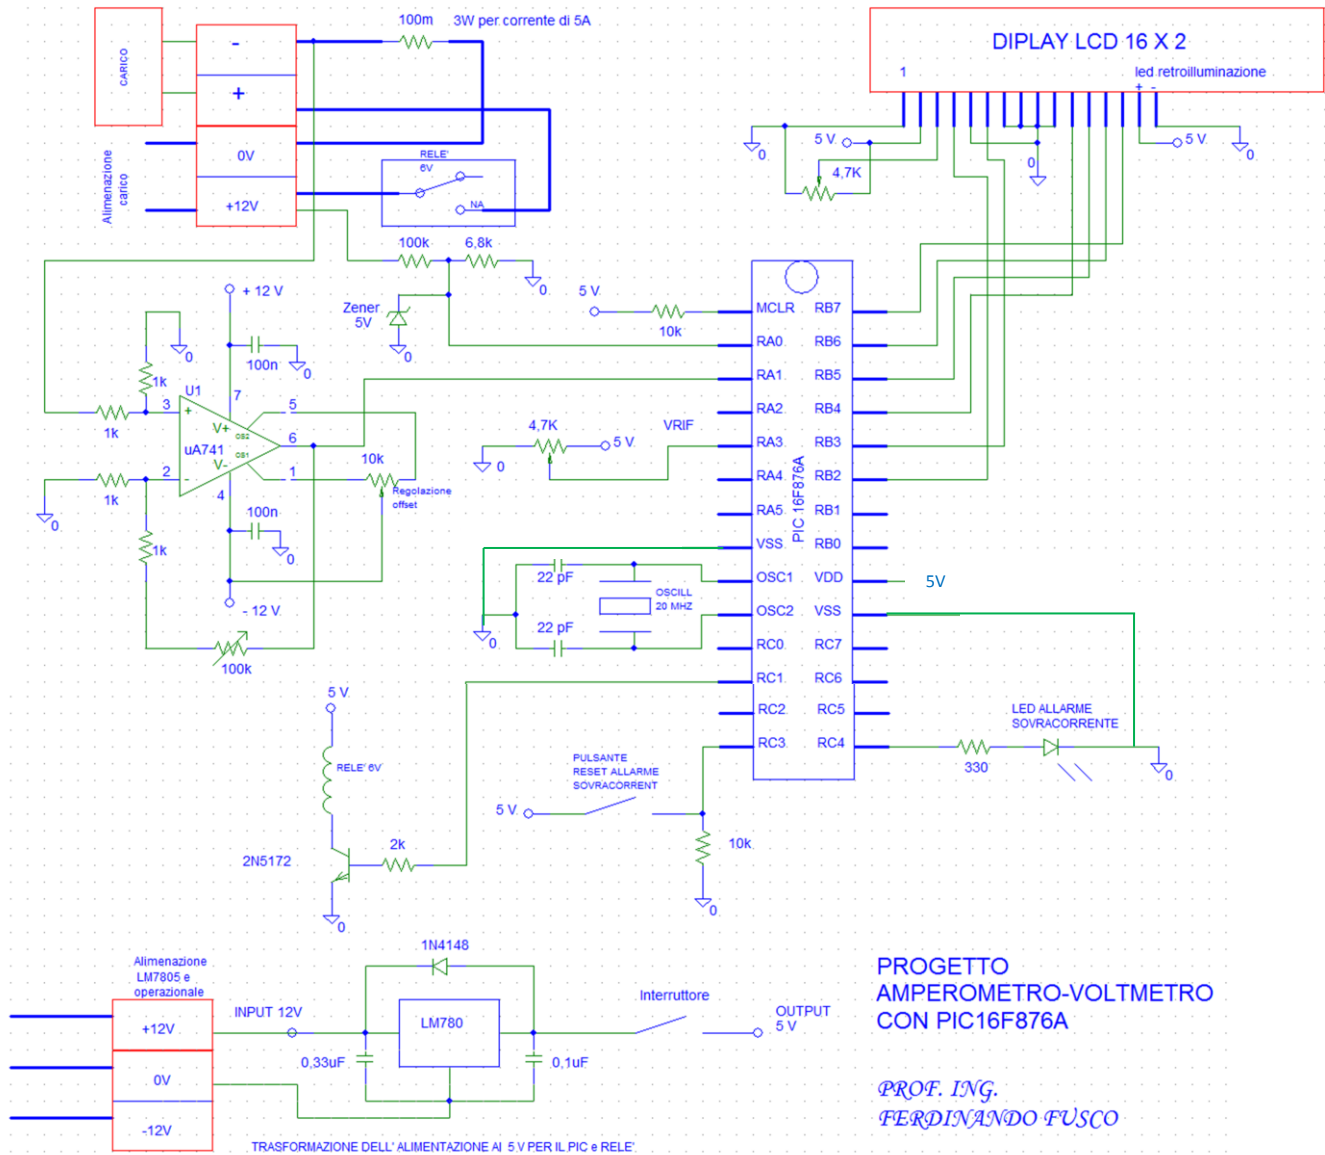 100m
3W per corrente di 5A
CARICO
-
+
0V
+12V
Alimenazione
carico
RELE'
6V
NA
DIPLAY LCD 16 X 2
1
led retroilluminazione
+ -
5 V
0
4,7K
0
5 V
0
100k
6,8k
0
Zener
5V
0
+ 12 V
100n
0
0
1k
U1
1k
3
+
7
V+
OS2
5
uA741
6
OS1
V-
2
-
4
1
1k
0
1k
10k
Regolazione
offset
100n
0
- 12 V
100k
5 V
10k
4,7K
VRIF
0
5 V
MCLR
RA0
RA1
RA2
RA3
RA4
RA5
VSS
OSC1
OSC2
RC0
RC1
RC2
RC3
PIC 16F876A
RB7
RB6
RB5
RB4
RB3
RB2
RB1
RB0
VDD
VSS
RC7
RC6
RC5
RC4
5V
22 pF
OSCILL
20 MHZ
22 pF
0
LED ALLARME
SOVRACORRENTE
330
0
5 V
RELE' 6V
2N5172
2k
0
PULSANTE
RESET ALLARME
SOVRACORRENT
5 V
10k
0
Alimenazione
LM7805 e
operazionale
+12V
0V
-12V
INPUT 12V
1N4148
LM780
0,33uF
0,1uF
Interruttore
OUTPUT
5 V
TRASFORMAZIONE DELL' ALIMENTAZIONE AI 5 V PER IL PIC e RELE'
PROGETTO
AMPEROMETRO-VOLTMETRO
CON PIC16F876A
PROF. ING.
FERDINANDO FUSCO